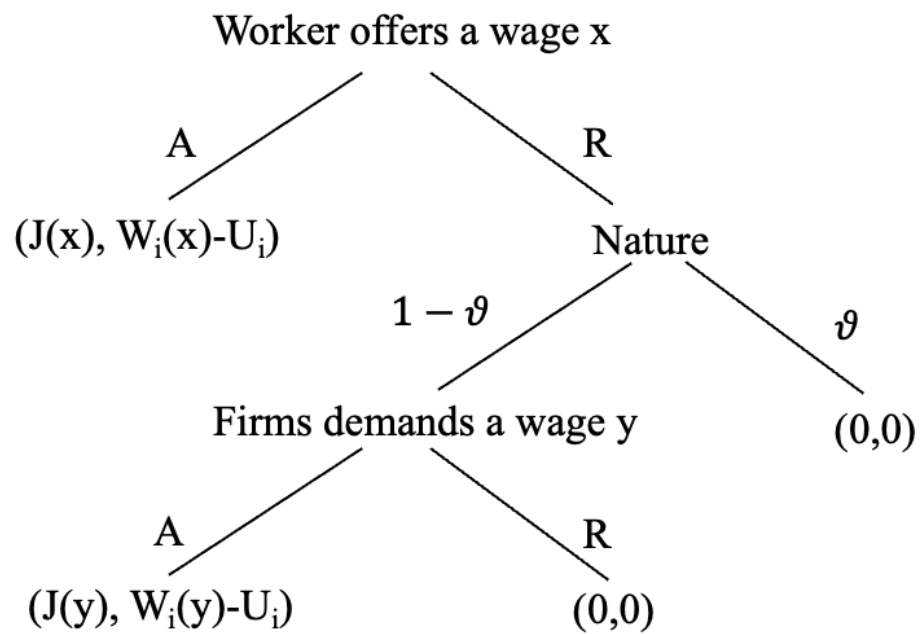 Worker offers a wage x
A
R
(J(x), Wᵢ(x)-Uᵢ)
Nature
1 − ϑ
ϑ
Firms demands a wage y
(0,0)
A
R
(J(y), Wᵢ(y)-Uᵢ)
(0,0)